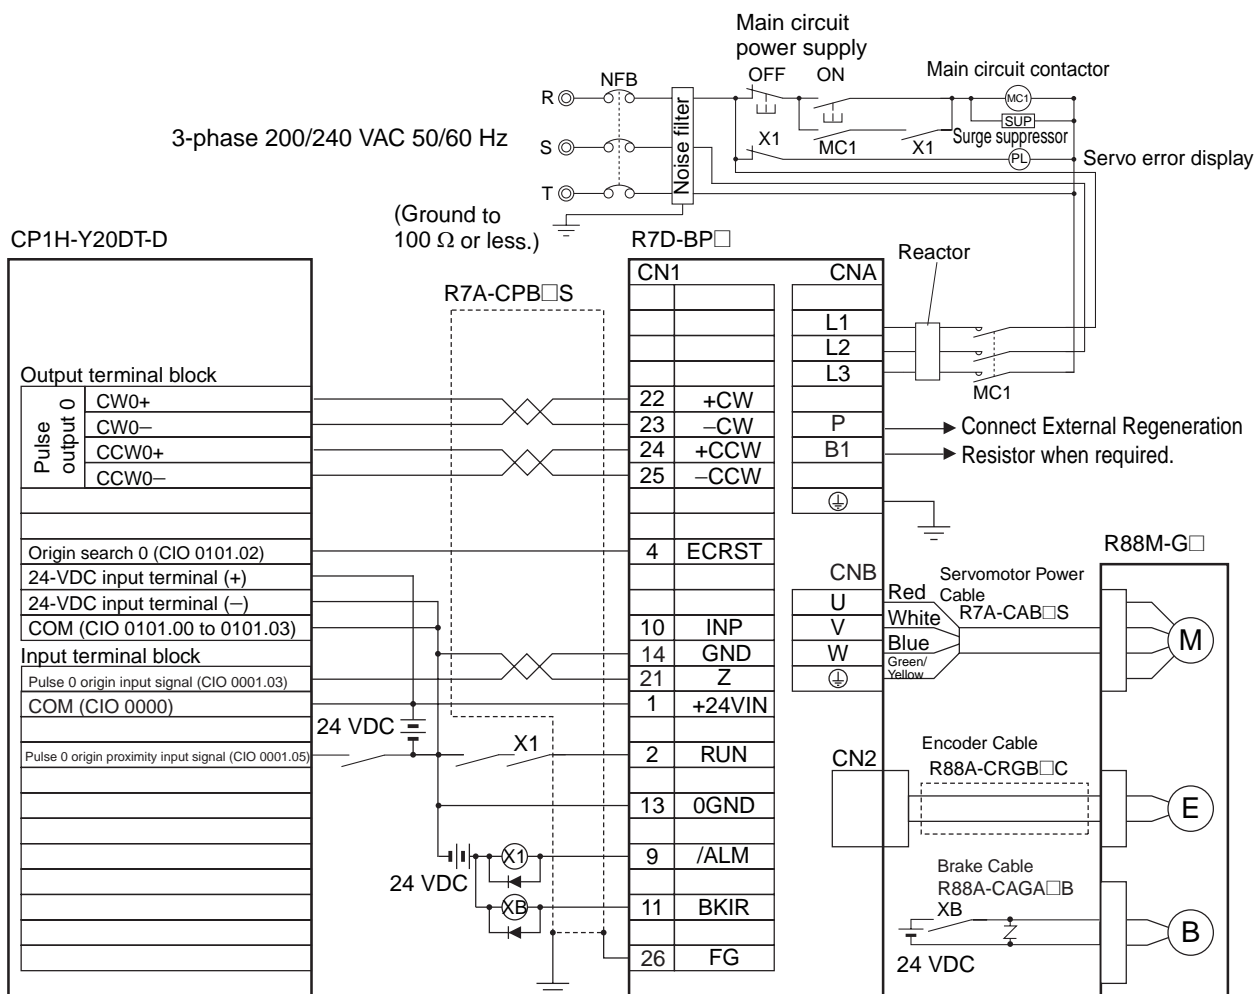 Main circuit
power supply
OFF ON
Main circuit contactor
NFB
R
MC1
SUP
Surge suppressor
3-phase 200/240 VAC 50/60 Hz
S
Noise filter
X1
MC1
X1
PL
Servo error display
T
(Ground to
100 Ω or less.)
CP1H-Y20DT-D
R7D-BP□
Reactor
R7A-CPB□S
CN1
CNA
L1
L2
L3
MC1
Output terminal block
Pulse
output 0
CW0+
22 +CW
CW0−
23 −CW
P
Connect External Regeneration
CCW0+
24 +CCW
B1
Resistor when required.
CCW0−
25 −CCW
Origin search 0 (CIO 0101.02)
4 ECRST
R88M-G□
24-VDC input terminal (+)
CNB
Servomotor Power
Cable
R7A-CAB□S
24-VDC input terminal (−)
U
Red
COM (CIO 0101.00 to 0101.03)
10 INP
V
White
M
Input terminal block
14 GND
W
Blue
Pulse 0 origin input signal (CIO 0001.03)
21 Z
Green/
Yellow
COM (CIO 0000)
1 +24VIN
24 VDC
Pulse 0 origin proximity input signal (CIO 0001.05)
X1
2 RUN
CN2
Encoder Cable
R88A-CRGB□C
E
13 0GND
X1
9 /ALM
24 VDC
Brake Cable
R88A-CAGA□B
XB
11 BKIR
XB
B
24 VDC
26 FG